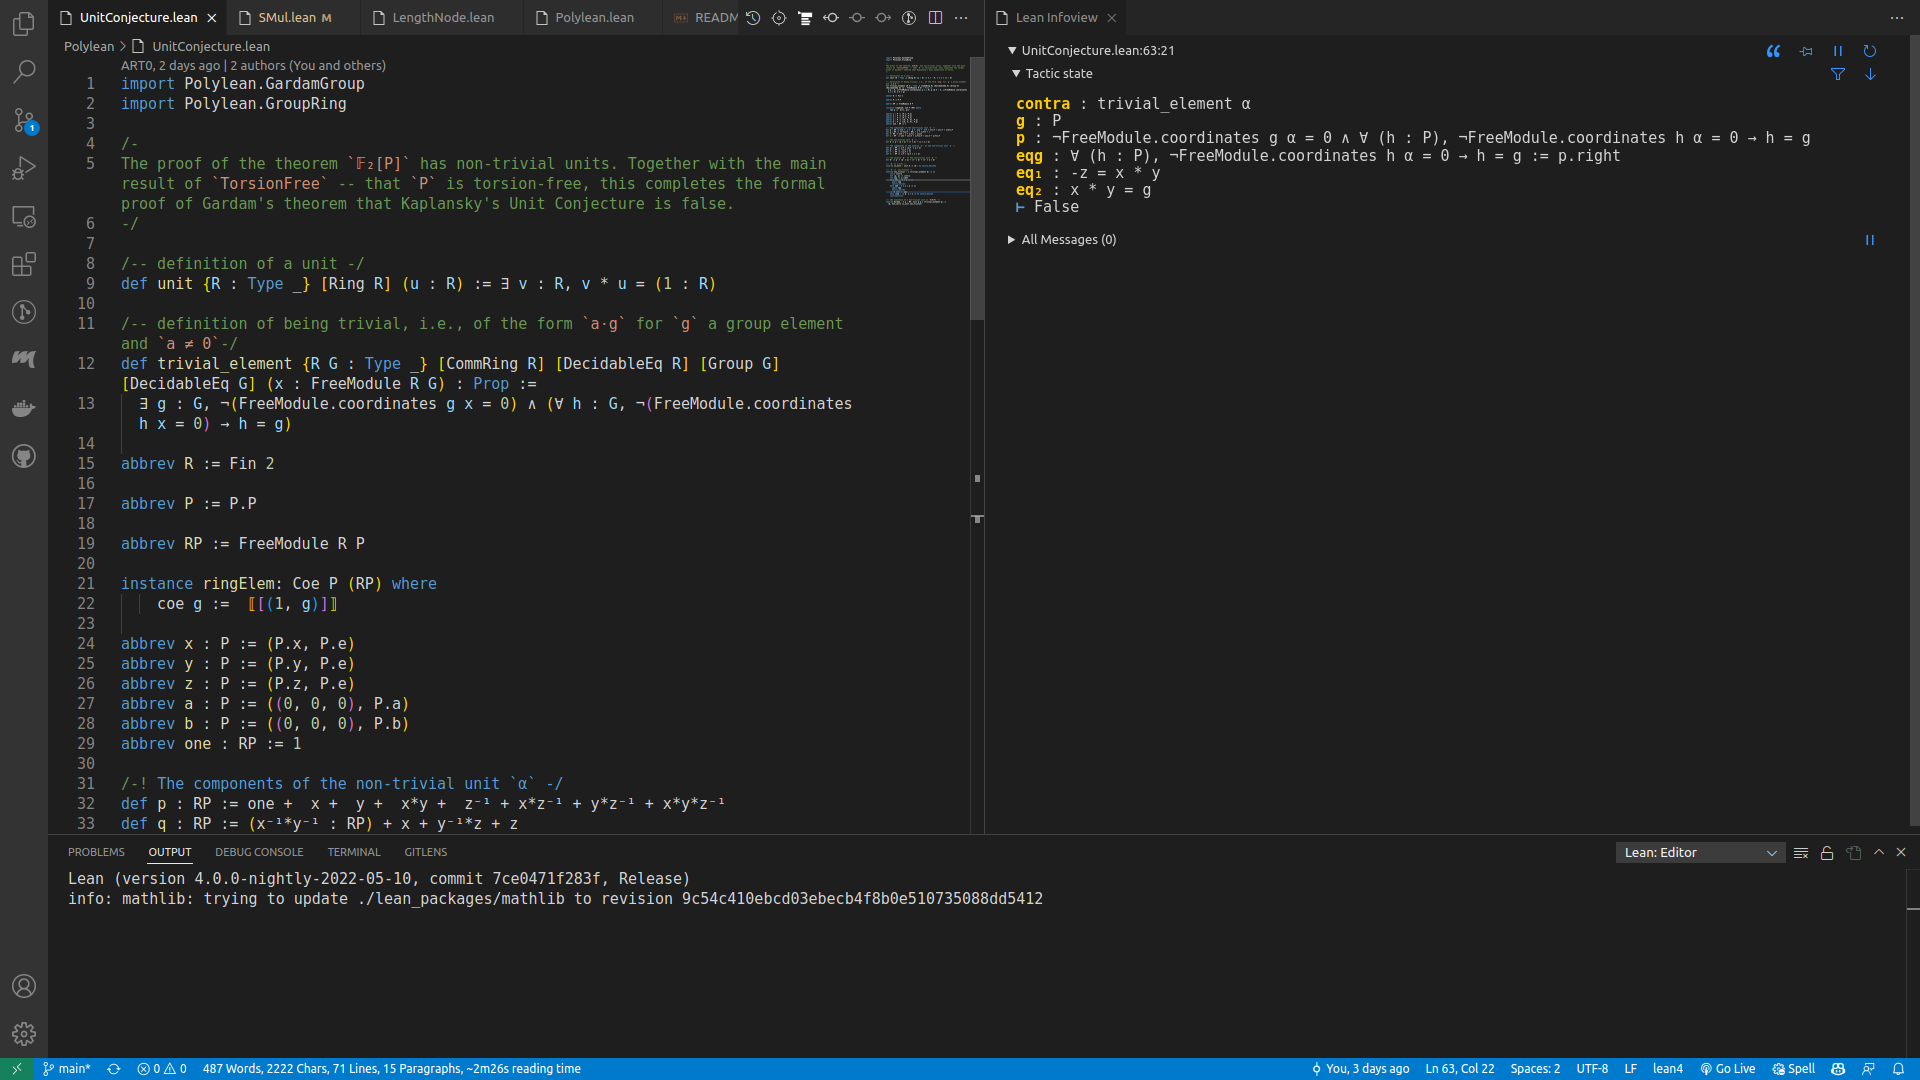 UnitConjecture.lean
SMul.lean M
LengthNode.lean
Polylean.lean
READM
Lean Infoview
Polylean > UnitConjecture.lean
ART0, 2 days ago | 2 authors (You and others)
1 import Polylean.GardamGroup
2 import Polylean.GroupRing
3
4 /-
5 The proof of the theorem `𝔽₂[P]` has non-trivial units. Together with the main
result of `TorsionFree` -- that `P` is torsion-free, this completes the formal
proof of Gardam's theorem that Kaplansky's Unit Conjecture is false.
6 -/
7
8 /-- definition of a unit -/
9 def unit {R : Type _} [Ring R] (u : R) := ∃ v : R, v * u = (1 : R)
10
11 /-- definition of being trivial, i.e., of the form `a·g` for `g` a group element
and `a ≠ 0`-/
12 def trivial_element {R G : Type _} [CommRing R] [DecidableEq R] [Group G]
[DecidableEq G] (x : FreeModule R G) : Prop :=
13 ∃ g : G, ¬(FreeModule.coordinates g x = 0) ∧ (∀ h : G, ¬(FreeModule.coordinates
h x = 0) → h = g)
14
15 abbrev R := Fin 2
16
17 abbrev P := P.P
18
19 abbrev RP := FreeModule R P
20
21 instance ringElem: Coe P (RP) where
22 coe g := ⟦[(1, g)]⟧
23
24 abbrev x : P := (P.x, P.e)
25 abbrev y : P := (P.y, P.e)
26 abbrev z : P := (P.z, P.e)
27 abbrev a : P := ((0, 0, 0), P.a)
28 abbrev b : P := ((0, 0, 0), P.b)
29 abbrev one : RP := 1
30
31 /-! The components of the non-trivial unit `α` -/
32 def p : RP := one +  x +  y +  x*y +  z⁻¹ + x*z⁻¹ + y*z⁻¹ + x*y*z⁻¹
33 def q : RP := (x⁻¹*y⁻¹ : RP) + x + y⁻¹*z + z
UnitConjecture.lean:63:21
Tactic state
contra : trivial_element α
g : P
p : ¬FreeModule.coordinates g α = 0 ∧ ∀ (h : P), ¬FreeModule.coordinates h α = 0 → h = g
eqg : ∀ (h : P), ¬FreeModule.coordinates h α = 0 → h = g := p.right
eq₁ : -z = x * y
eq₂ : x * y = g
⊢ False
All Messages (0)
1
PROBLEMS OUTPUT DEBUG CONSOLE TERMINAL GITLENS
Lean: Editor
Lean (version 4.0.0-nightly-2022-05-10, commit 7ce0471f283f, Release)
info: mathlib: trying to update ./lean_packages/mathlib to revision 9c54c410ebcd03ebecb4f8b0e510735088dd5412
main* 0 0 487 Words, 2222 Chars, 71 Lines, 15 Paragraphs, ~2m26s reading time You, 3 days ago Ln 63, Col 22 Spaces: 2 UTF-8 LF lean4 Go Live Spell